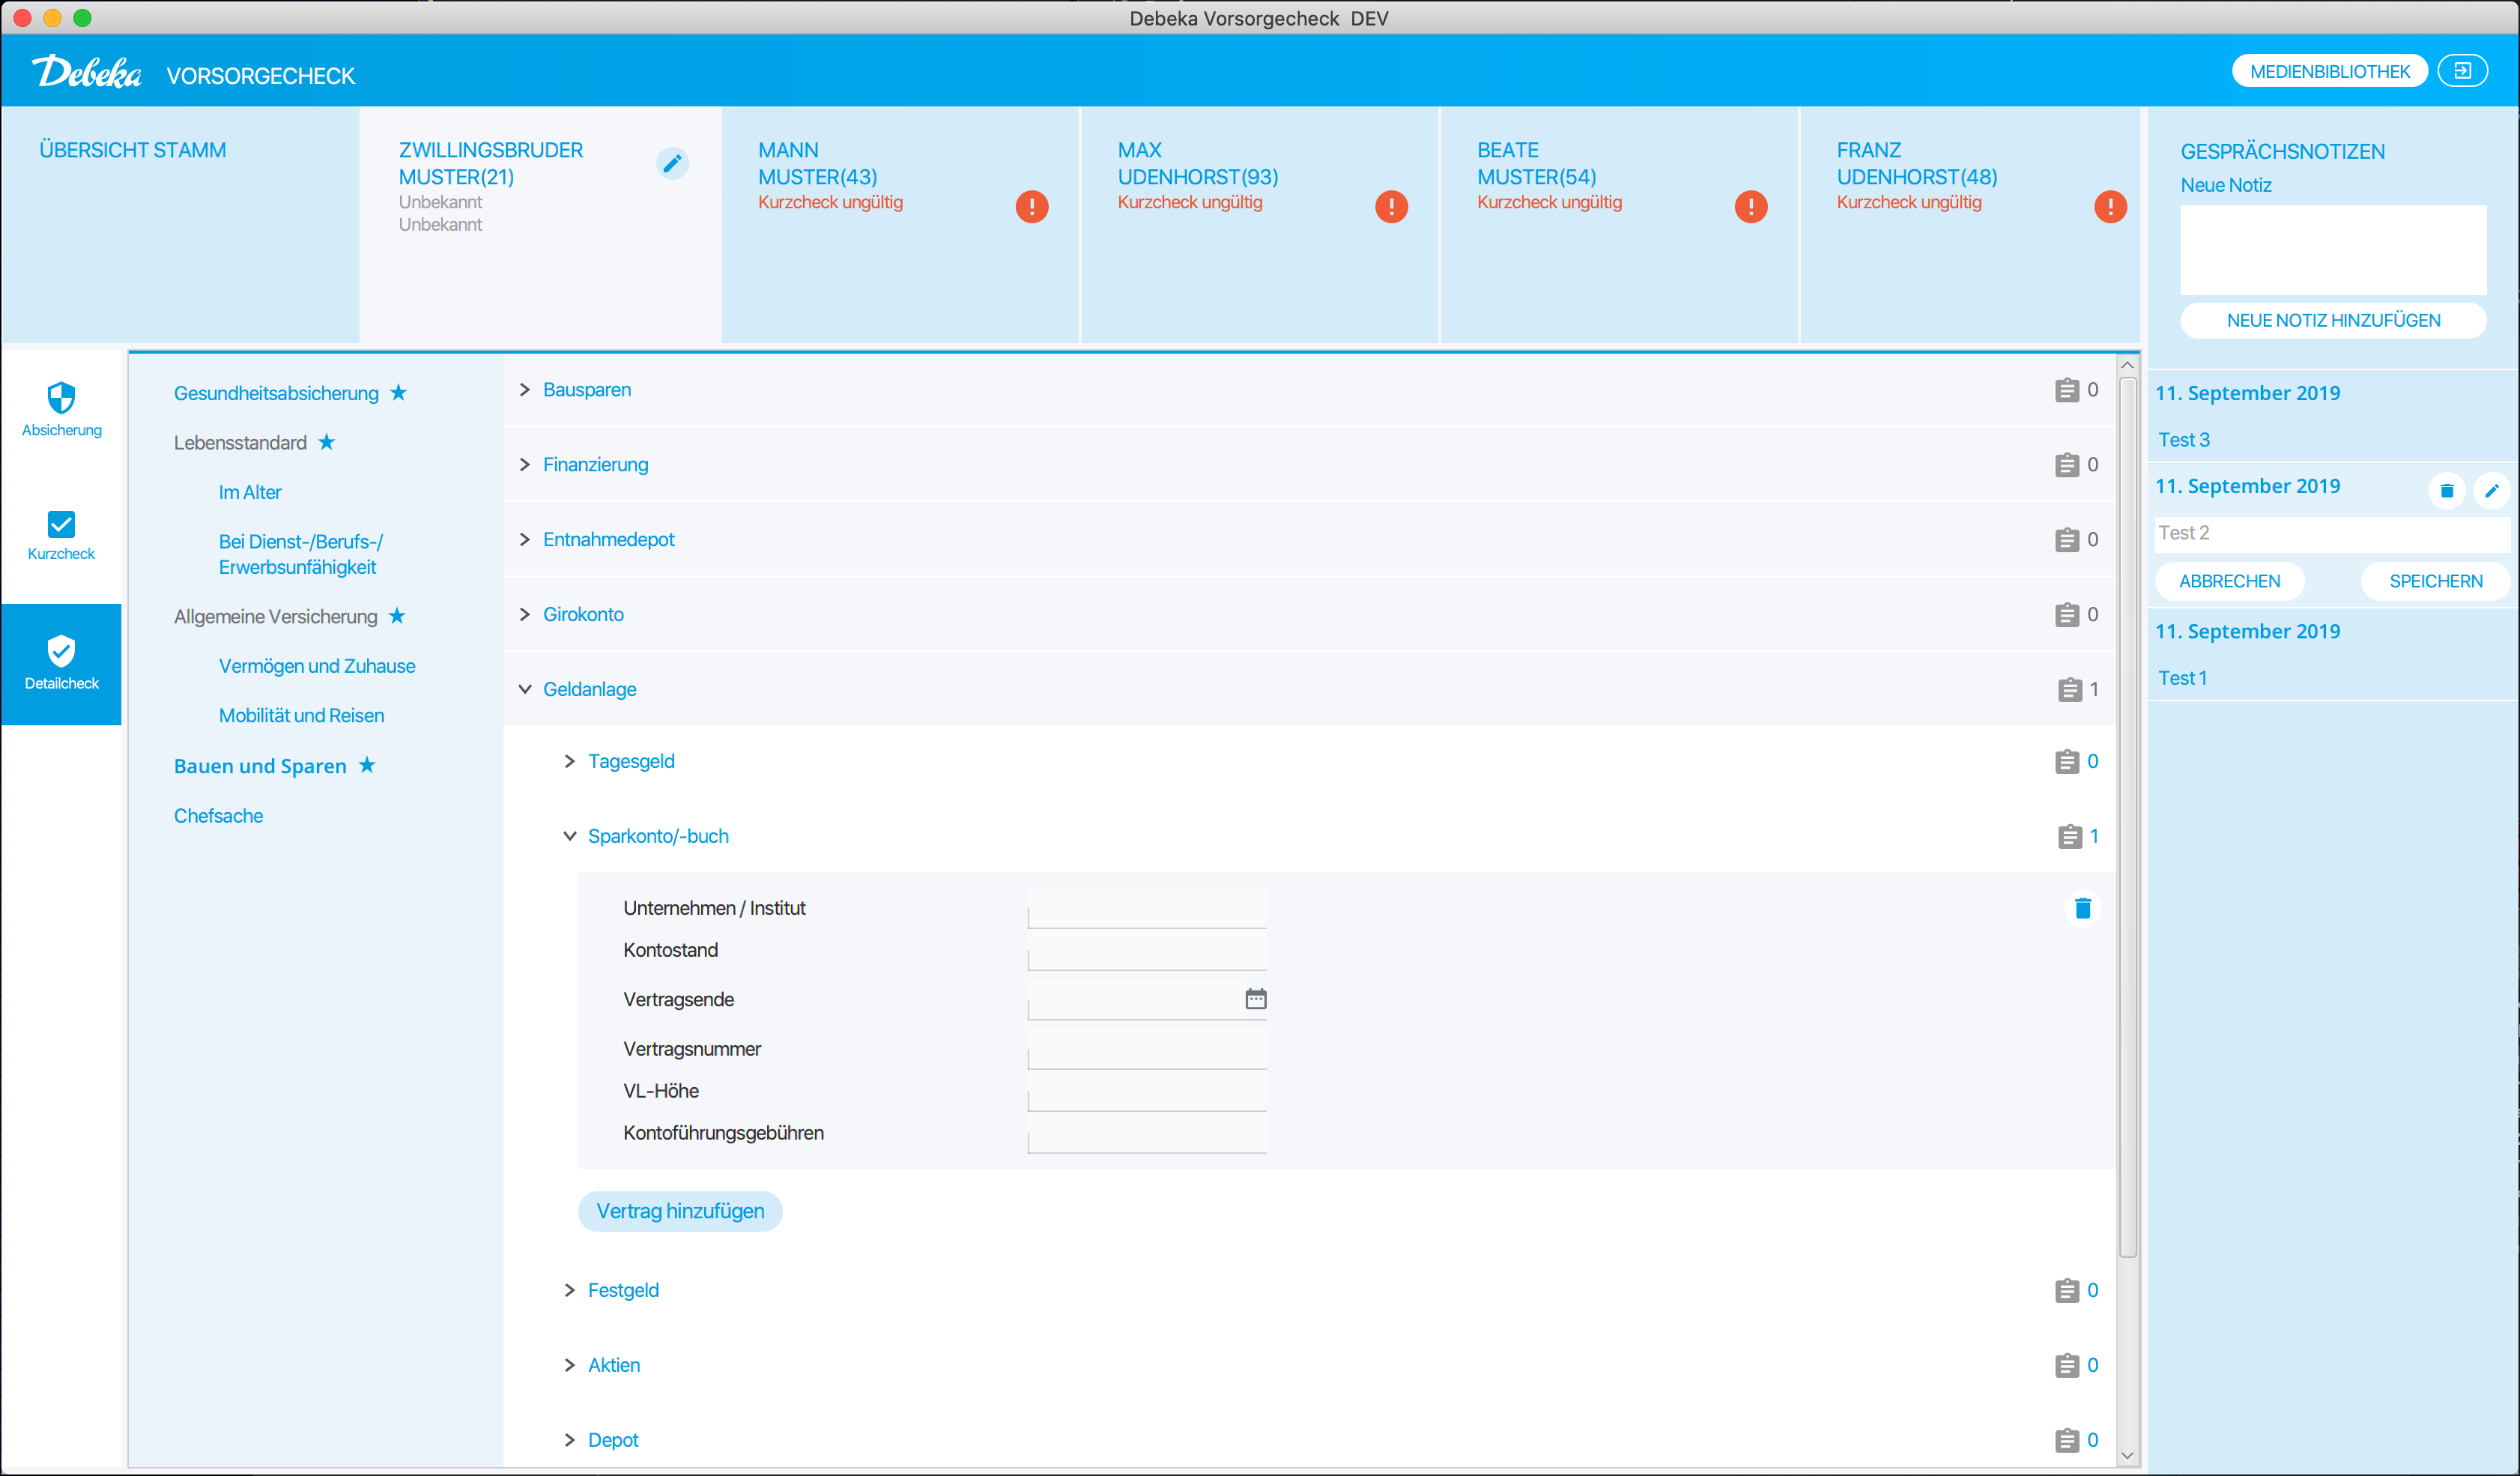 Debeka Vorsorgecheck DEV
Debeka VORSORGECHECK
MEDIENBIBLIOTHEK
ÜBERSICHT STAMM
ZWILLINGSBRUDER
MUSTER(21)
Unbekannt
Unbekannt
MANN
MUSTER(43)
Kurzcheck ungültig
MAX
UDENHORST(93)
Kurzcheck ungültig
BEATE
MUSTER(54)
Kurzcheck ungültig
FRANZ
UDENHORST(48)
Kurzcheck ungültig
GESPRÄCHSNOTIZEN
Neue Notiz
NEUE NOTIZ HINZUFÜGEN
11. September 2019
Test 3
11. September 2019
Test 2
ABBRECHEN
SPEICHERN
11. September 2019
Test 1
Absicherung
Kurzcheck
Detailcheck
Gesundheitsabsicherung
Lebensstandard
Im Alter
Bei Dienst-/Berufs-/
Erwerbsunfähigkeit
Allgemeine Versicherung
Vermögen und Zuhause
Mobilität und Reisen
Bauen und Sparen
Chefsache
Bausparen 0
Finanzierung 0
Entnahmedepot 0
Girokonto 0
Geldanlage 1
Tagesgeld 0
Sparkonto/-buch 1
Unternehmen / Institut
Kontostand
Vertragsende
Vertragsnummer
VL-Höhe
Kontoführungsgebühren
Vertrag hinzufügen
Festgeld 0
Aktien 0
Depot 0